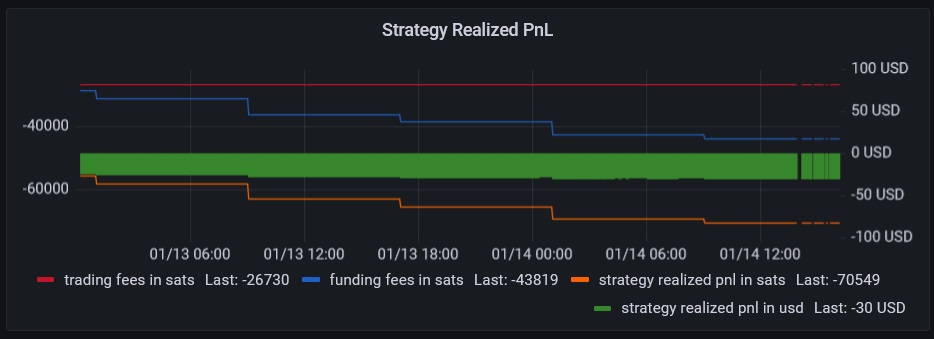 Strategy Realized PnL
100 USD
50 USD
-40000
0 USD
-60000
-50 USD
-100 USD
01/13 06:00 01/13 12:00 01/13 18:00 01/14 00:00 01/14 06:00 01/14 12:00
trading fees in sats Last: -26730 funding fees in sats Last: -43819 strategy realized pnl in sats Last: -70549
strategy realized pnl in usd Last: -30 USD